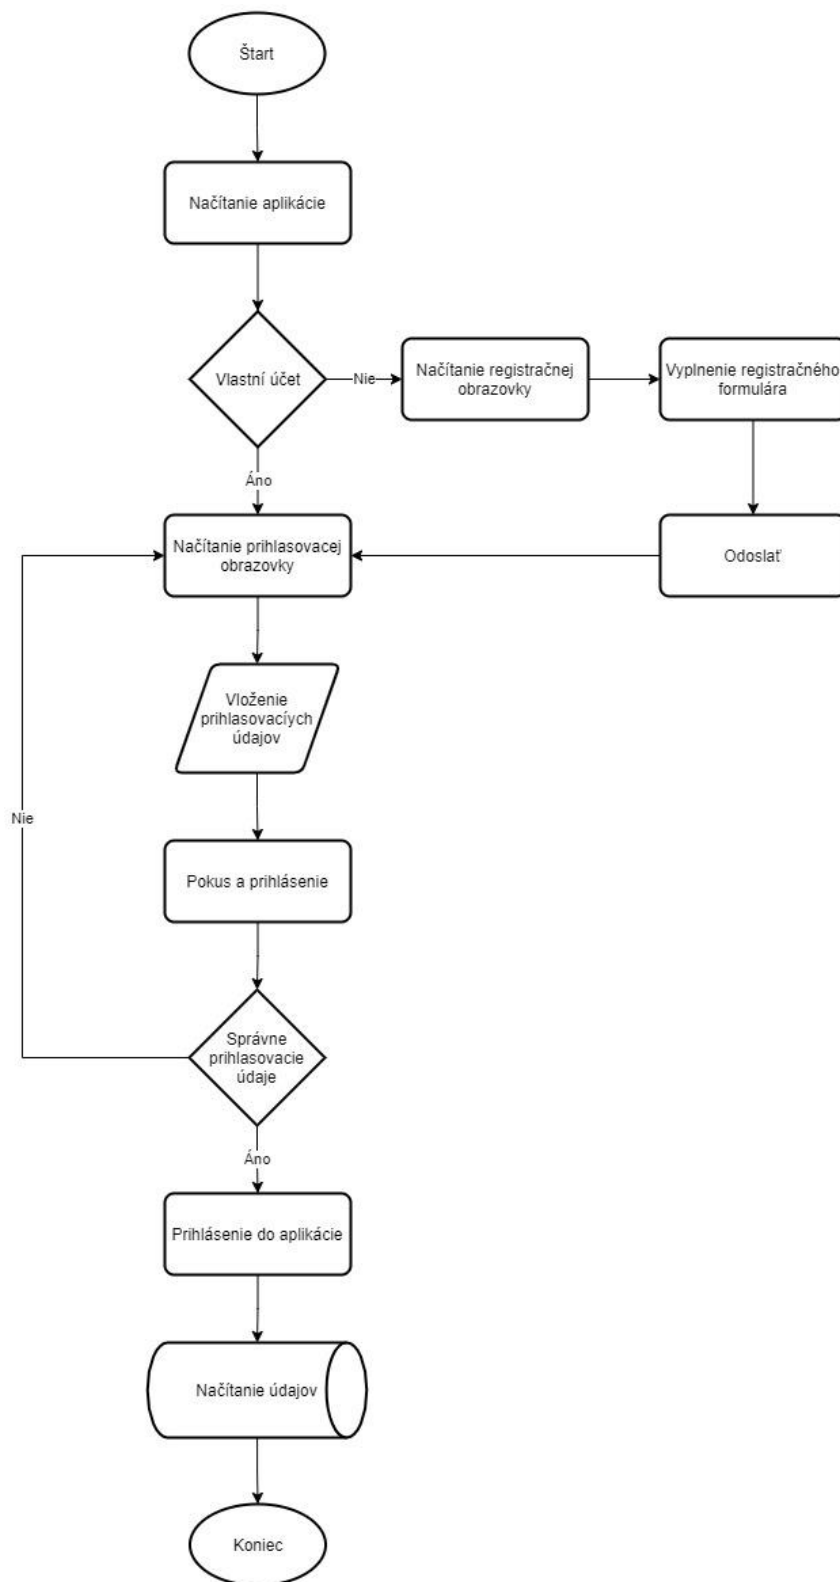 Štart
Načítanie aplikácie
Vlastní účet
Nie
Načítanie registračnej
obrazovky
Vyplnenie registračného
formulára
Áno
Načítanie prihlasovacej
obrazovky
Odoslať
Vloženie
prihlasovacíych
údajov
Nie
Pokus a prihlásenie
Správne
prihlasovacie
údaje
Áno
Prihlásenie do aplikácie
Načítanie údajov
Koniec